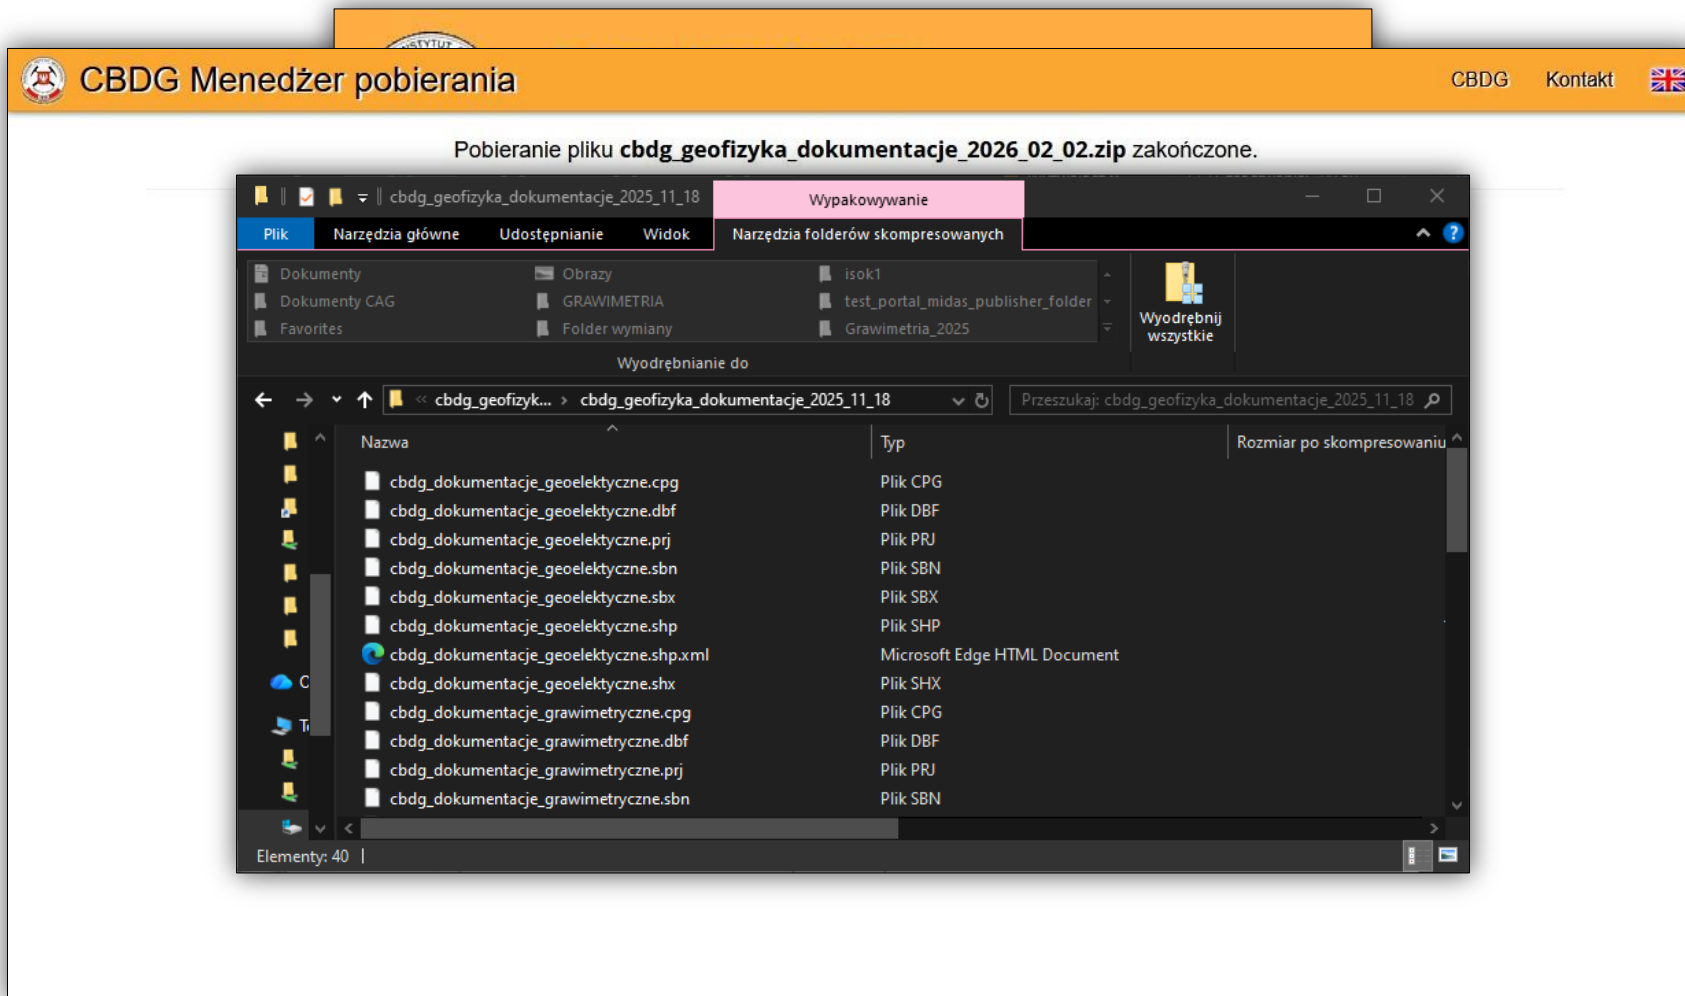 INSTYTUT
CBDG Menedżer pobierania
CBDG Kontakt
Pobieranie pliku cbdg_geofizyka_dokumentacje_2026_02_02.zip zakończone.
cbdg_geofizyka_dokumentacje_2025_11_18 Wypakowywanie
Plik Narzędzia główne Udostępnianie Widok Narzędzia folderów skompresowanych
Dokumenty Obrazy isok1
Dokumenty CAG GRAWIMETRIA test_portal_midas_publisher_folder
Favorites Folder wymiany Grawimetria_2025
Wyodrębnij
wszystkie
Wyodrębnianie do
« cbdg_geofizyk... › cbdg_geofizyka_dokumentacje_2025_11_18 Przeszukaj: cbdg_geofizyka_dokumentacje_2025_11_18
Nazwa Typ Rozmiar po skompresowaniu
cbdg_dokumentacje_geoelektyczne.cpg Plik CPG
cbdg_dokumentacje_geoelektyczne.dbf Plik DBF
cbdg_dokumentacje_geoelektyczne.prj Plik PRJ
cbdg_dokumentacje_geoelektyczne.sbn Plik SBN
cbdg_dokumentacje_geoelektyczne.sbx Plik SBX
cbdg_dokumentacje_geoelektyczne.shp Plik SHP
cbdg_dokumentacje_geoelektyczne.shp.xml Microsoft Edge HTML Document
cbdg_dokumentacje_geoelektyczne.shx Plik SHX
cbdg_dokumentacje_grawimetryczne.cpg Plik CPG
cbdg_dokumentacje_grawimetryczne.dbf Plik DBF
cbdg_dokumentacje_grawimetryczne.prj Plik PRJ
cbdg_dokumentacje_grawimetryczne.sbn Plik SBN
Elementy: 40